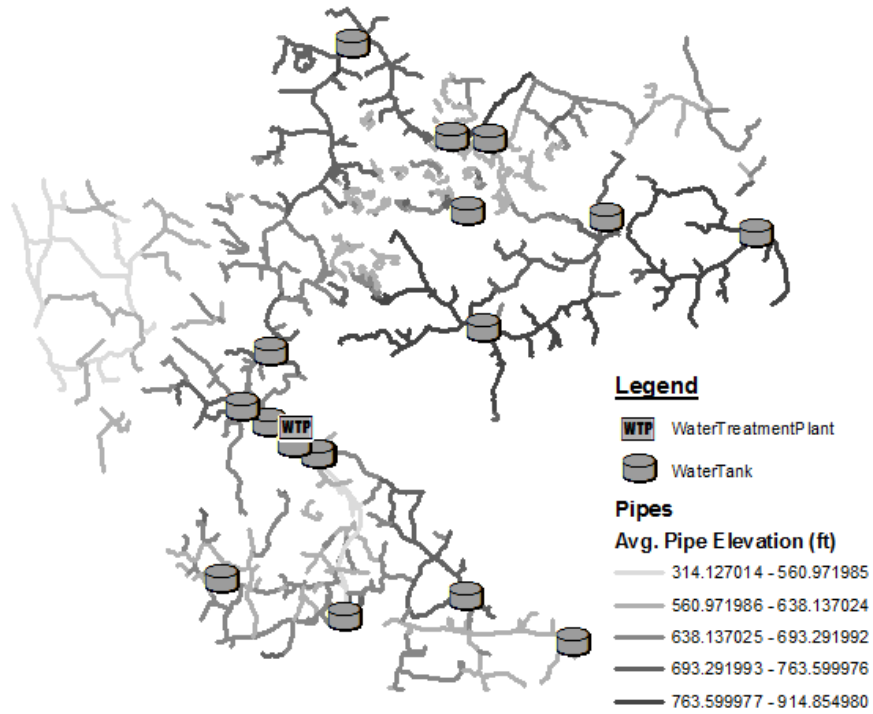 WTP
Legend
WTP WaterTreatmentPlant
WaterTank
Pipes
Avg. Pipe Elevation (ft)
314.127014 - 560.971985
560.971986 - 638.137024
638.137025 - 693.291992
693.291993 - 763.599976
763.599977 - 914.854980